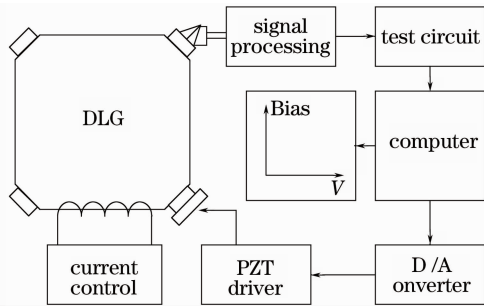 signal
processing
test circuit
DLG
Bias
V
computer
current
control
PZT
driver
D /A
onverter